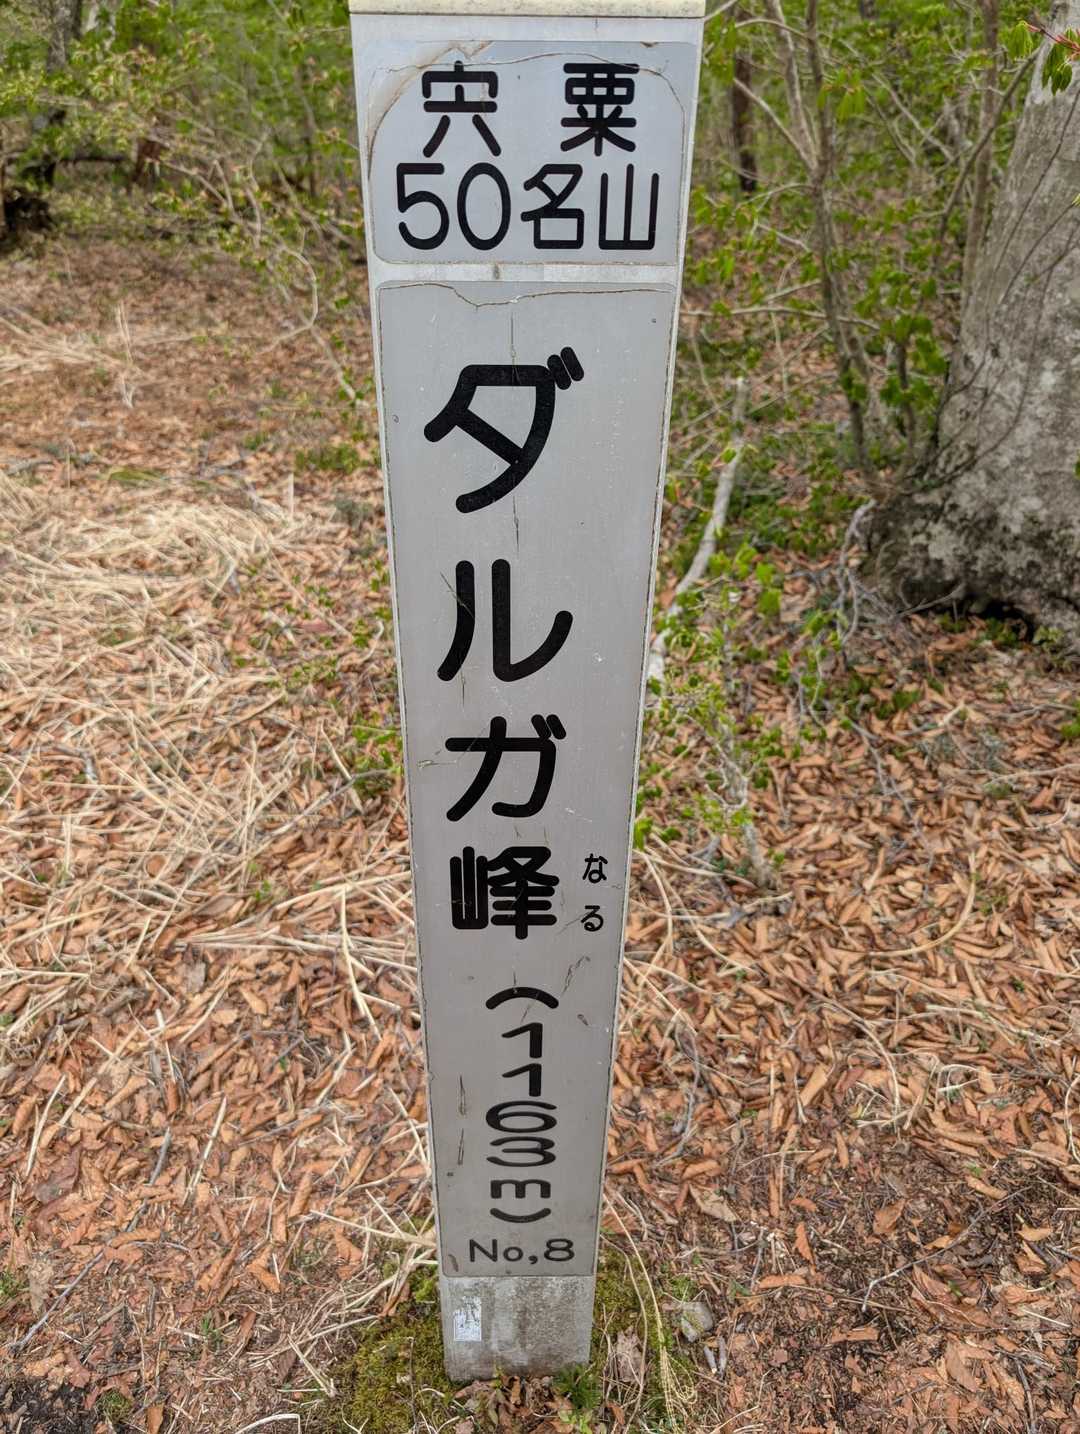 宍粟
50名山
ダルガ峰
なる
(1163m)
No,8